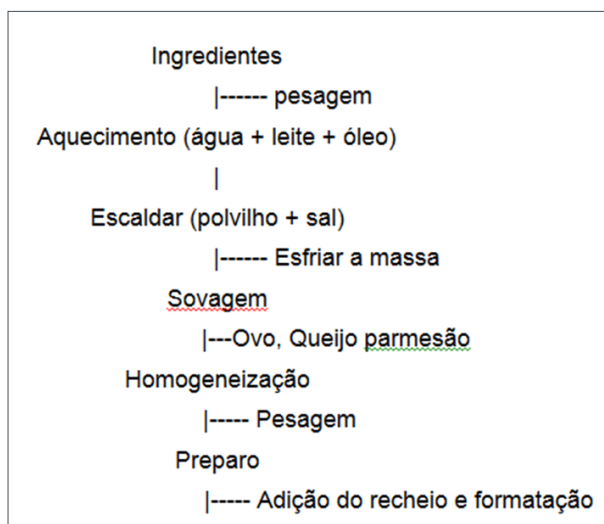 Ingredientes
|------ pesagem
Aquecimento (água + leite + óleo)
|
Escaldar (polvilho + sal)
|------ Esfriar a massa
Sovagem
|---Ovo, Queijo parmesão
Homogeneização
|----- Pesagem
Preparo
|----- Adição do recheio e formatação